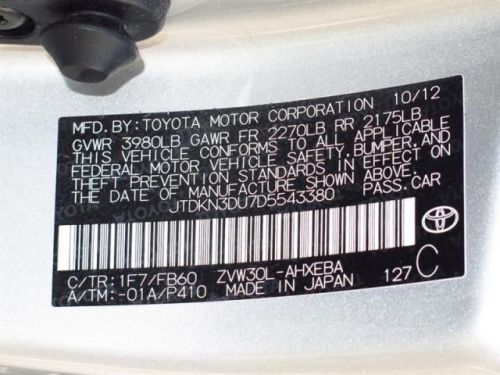 MFD. BY: TOYOTA MOTOR CORPORATION 10/12
GVWR 3980LB GAWR FR 2270LB RR 2175LB
THIS VEHICLE CONFORMS TO ALL APPLICABLE
FEDERAL MOTOR VEHICLE SAFETY, BUMPER, AND
THEFT PREVENTION STANDARDS IN EFFECT ON
THE DATE OF MANUFACTURE SHOWN ABOVE.
JTDKN3DU7D5543380 PASS. CAR
C/TR: 1F7/FB60 ZVW30L-AHXEBA
A/TM: -01A/P410 MADE IN JAPAN 127 C